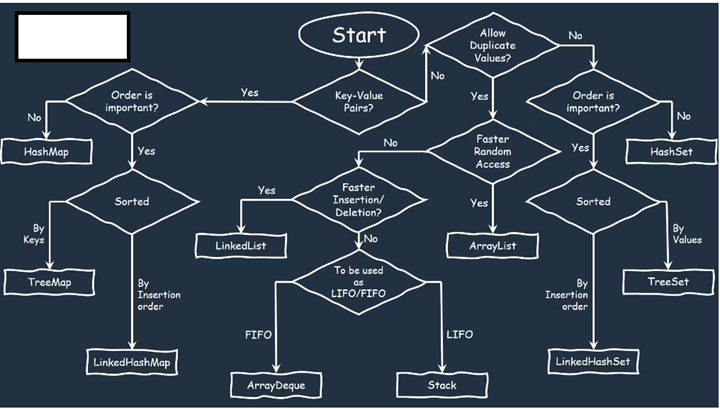 Start
Allow
Duplicate
Values?
No
No
Yes
Key-Value
Pairs?
Order is
important?
No
Yes
HashMap
Yes
Order is
important?
No
Yes
HashSet
Faster
Random
Access
No
Yes
Faster
Insertion/
Deletion?
Yes
No
Sorted
By
Keys
By
Insertion
order
TreeMap
LinkedHashMap
LinkedList
ArrayList
Sorted
By
Values
By
Insertion
order
TreeSet
LinkedHashSet
To be used
as
LIFO/FIFO
FIFO
LIFO
ArrayDeque
Stack